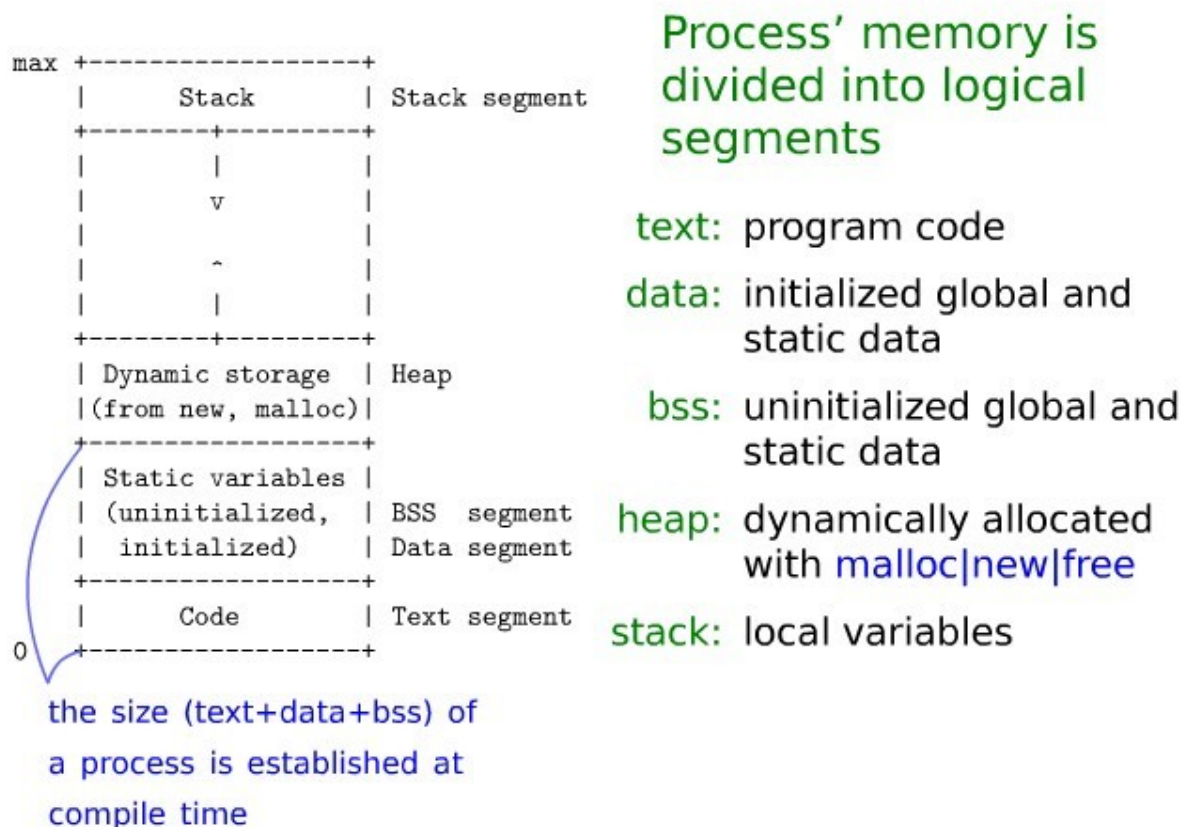 max +------------------+
| Stack | Stack segment
+--------+---------+
| | |
| v |
| |
| ^ |
| | |
+--------+---------+
| Dynamic storage | Heap
|(from new, malloc)|
+------------------+
| Static variables |
| (uninitialized, | BSS segment
| initialized) | Data segment
+------------------+
| Code | Text segment
0 +------------------+
the size (text+data+bss) of
a process is established at
compile time
Process’ memory is
divided into logical
segments
text: program code
data: initialized global and
static data
bss: uninitialized global and
static data
heap: dynamically allocated
with malloc|new|free
stack: local variables